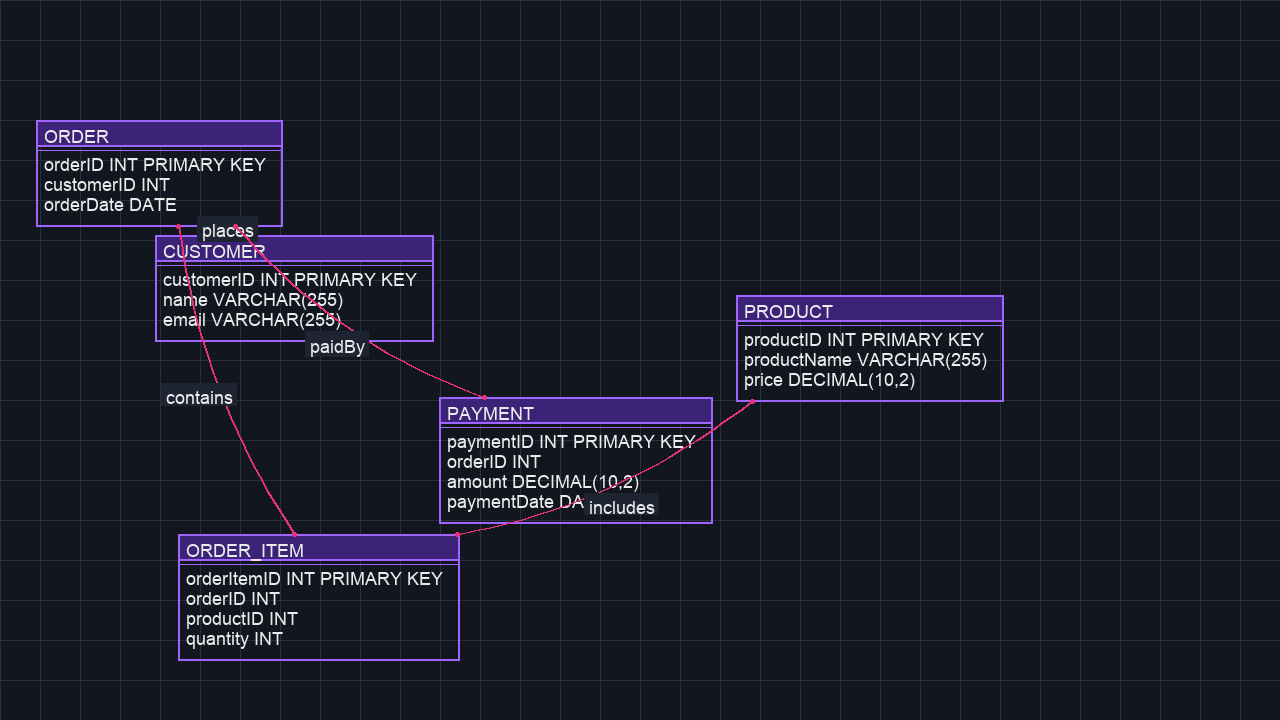 ORDER
orderID INT PRIMARY KEY
customerID INT
orderDate DATE
places
CUSTOMER
customerID INT PRIMARY KEY
name VARCHAR(255)
email VARCHAR(255)
paidBy
contains
PRODUCT
productID INT PRIMARY KEY
productName VARCHAR(255)
price DECIMAL(10,2)
PAYMENT
paymentID INT PRIMARY KEY
orderID INT
amount DECIMAL(10,2)
paymentDate DA
includes
ORDER_ITEM
orderItemID INT PRIMARY KEY
orderID INT
productID INT
quantity INT